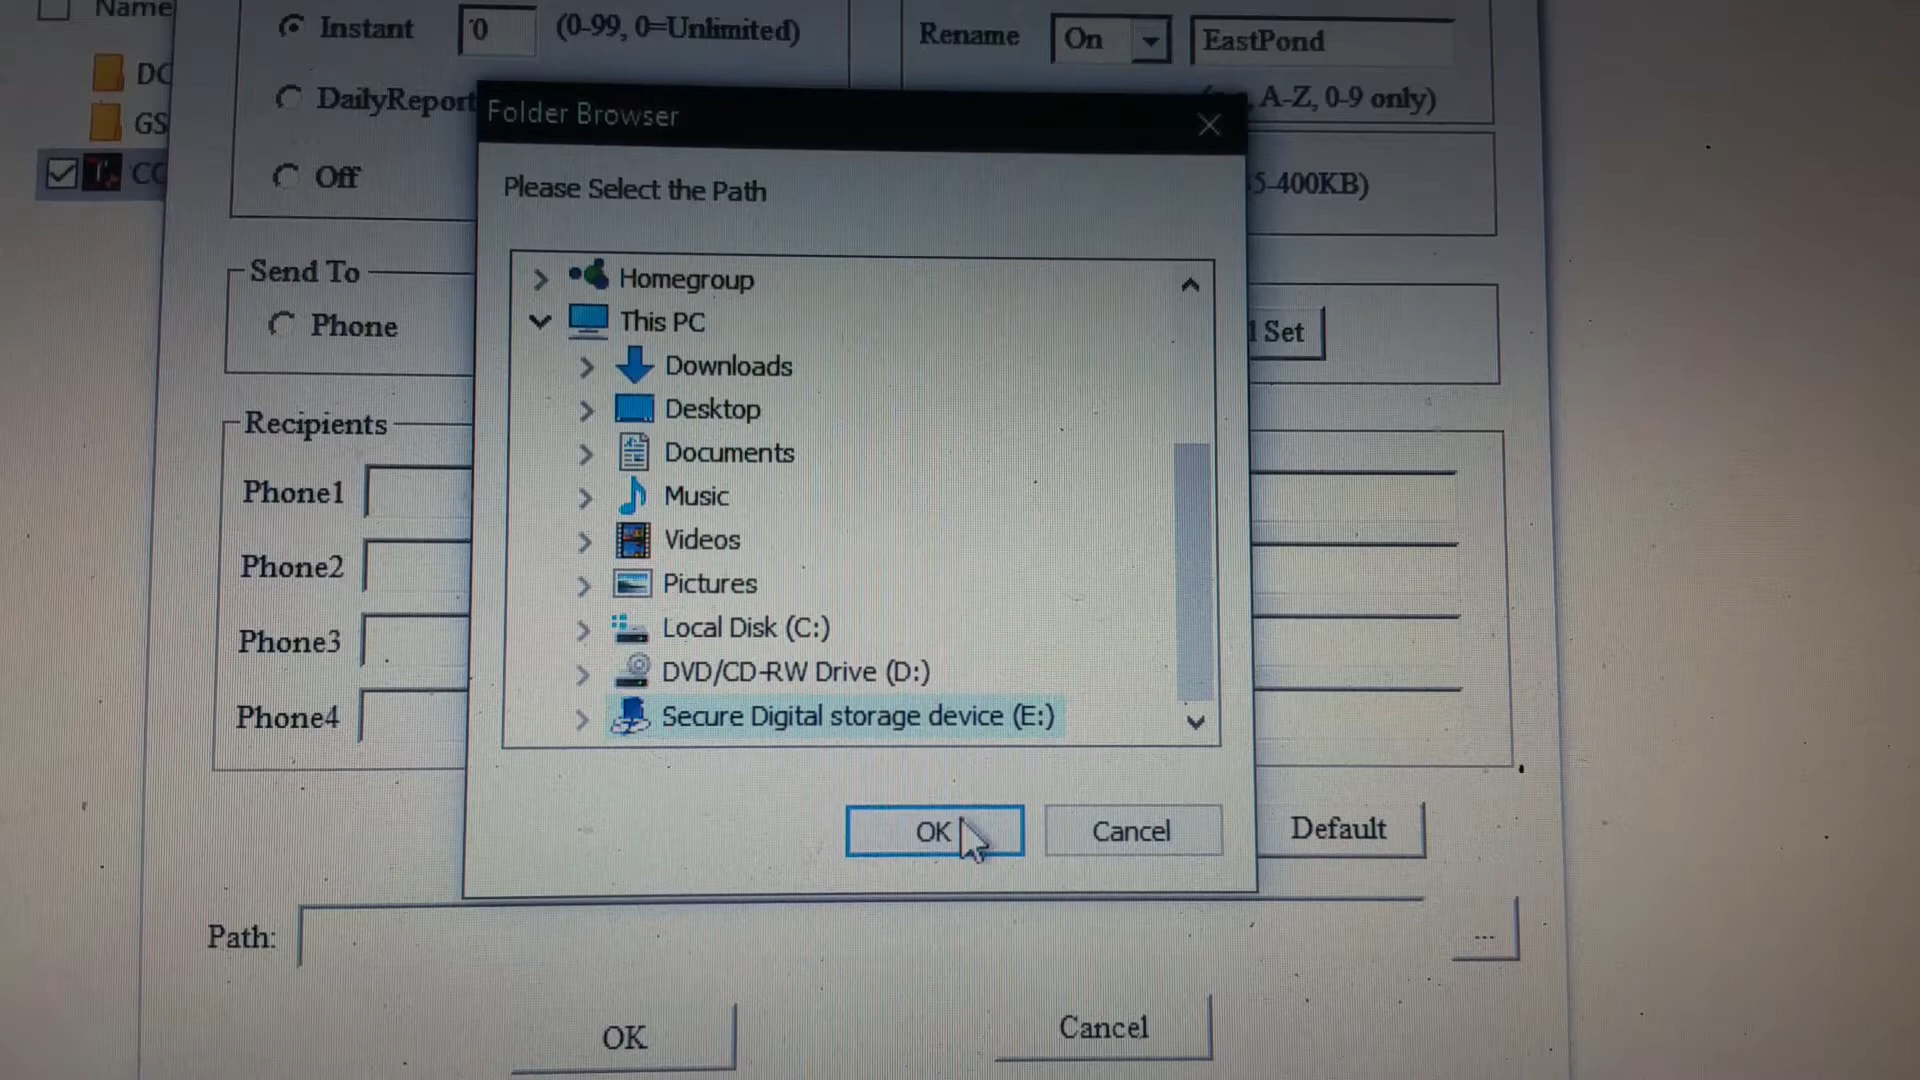 Name
Instant
0
(0-99, 0=Unlimited)
Rename
On
EastPond
DC
DailyReport
A-Z, 0-9 only)
GS
Off
5-400KB)
Folder Browser
Please Select the Path
Homegroup
This PC
Downloads
Desktop
Documents
Music
Videos
Pictures
Local Disk (C:)
DVD/CD-RW Drive (D:)
Secure Digital storage device (E:)
OK
Cancel
Send To
Phone
Set
Recipients
Phone1
Phone2
Phone3
Phone4
Default
Path:
...
OK
Cancel